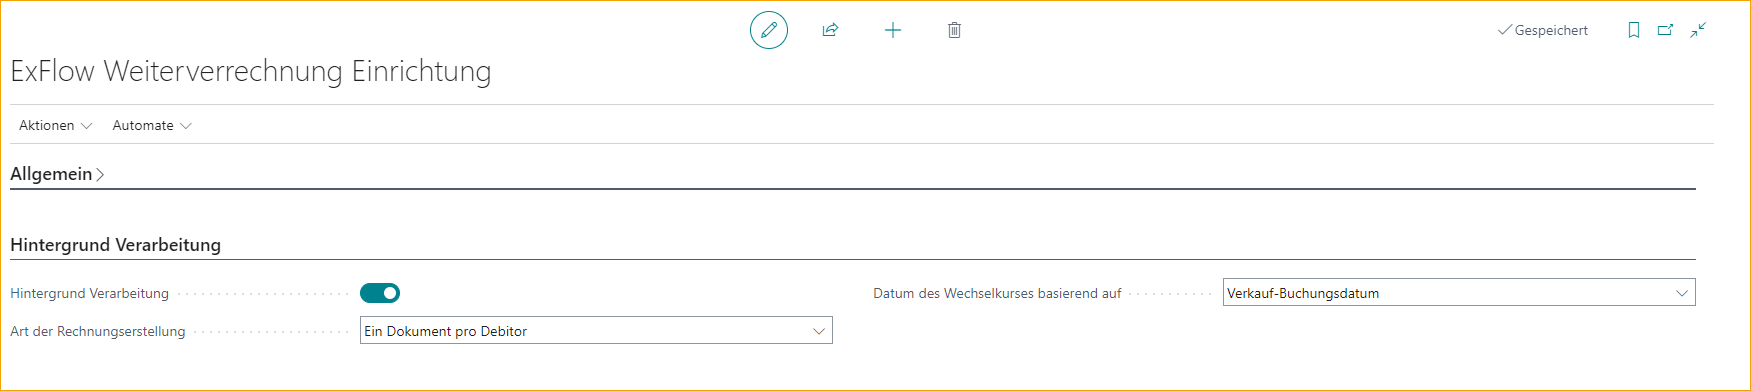 Gespeichert
ExFlow Weiterverrechnung Einrichtung
Aktionen Automate
Allgemein
Hintergrund Verarbeitung
Hintergrund Verarbeitung Datum des Wechselkurses basierend auf Verkauf-Buchungsdatum
Art der Rechnungserstellung Ein Dokument pro Debitor